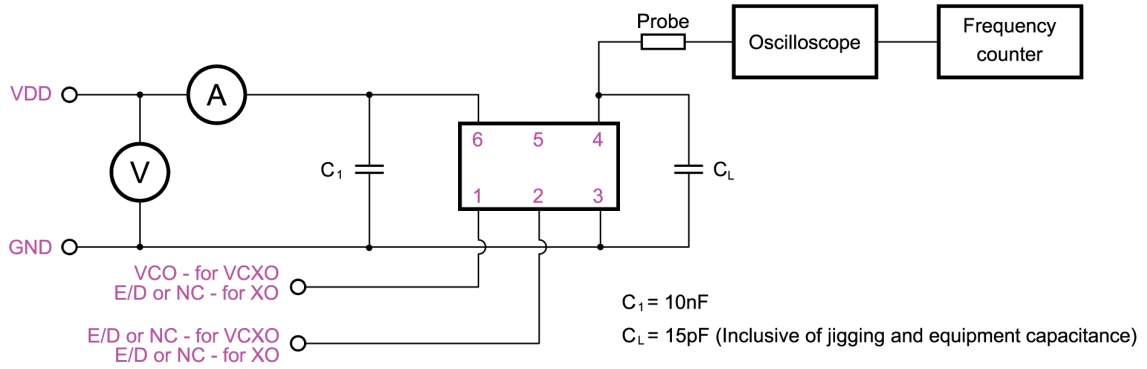 Probe
Oscilloscope
Frequency
counter
VDD
A
6 5 4
V
C1
CL
1 2 3
GND
VCO - for VCXO
E/D or NC - for XO
C1 = 10nF
E/D or NC - for VCXO
E/D or NC - for XO
CL = 15pF (Inclusive of jigging and equipment capacitance)